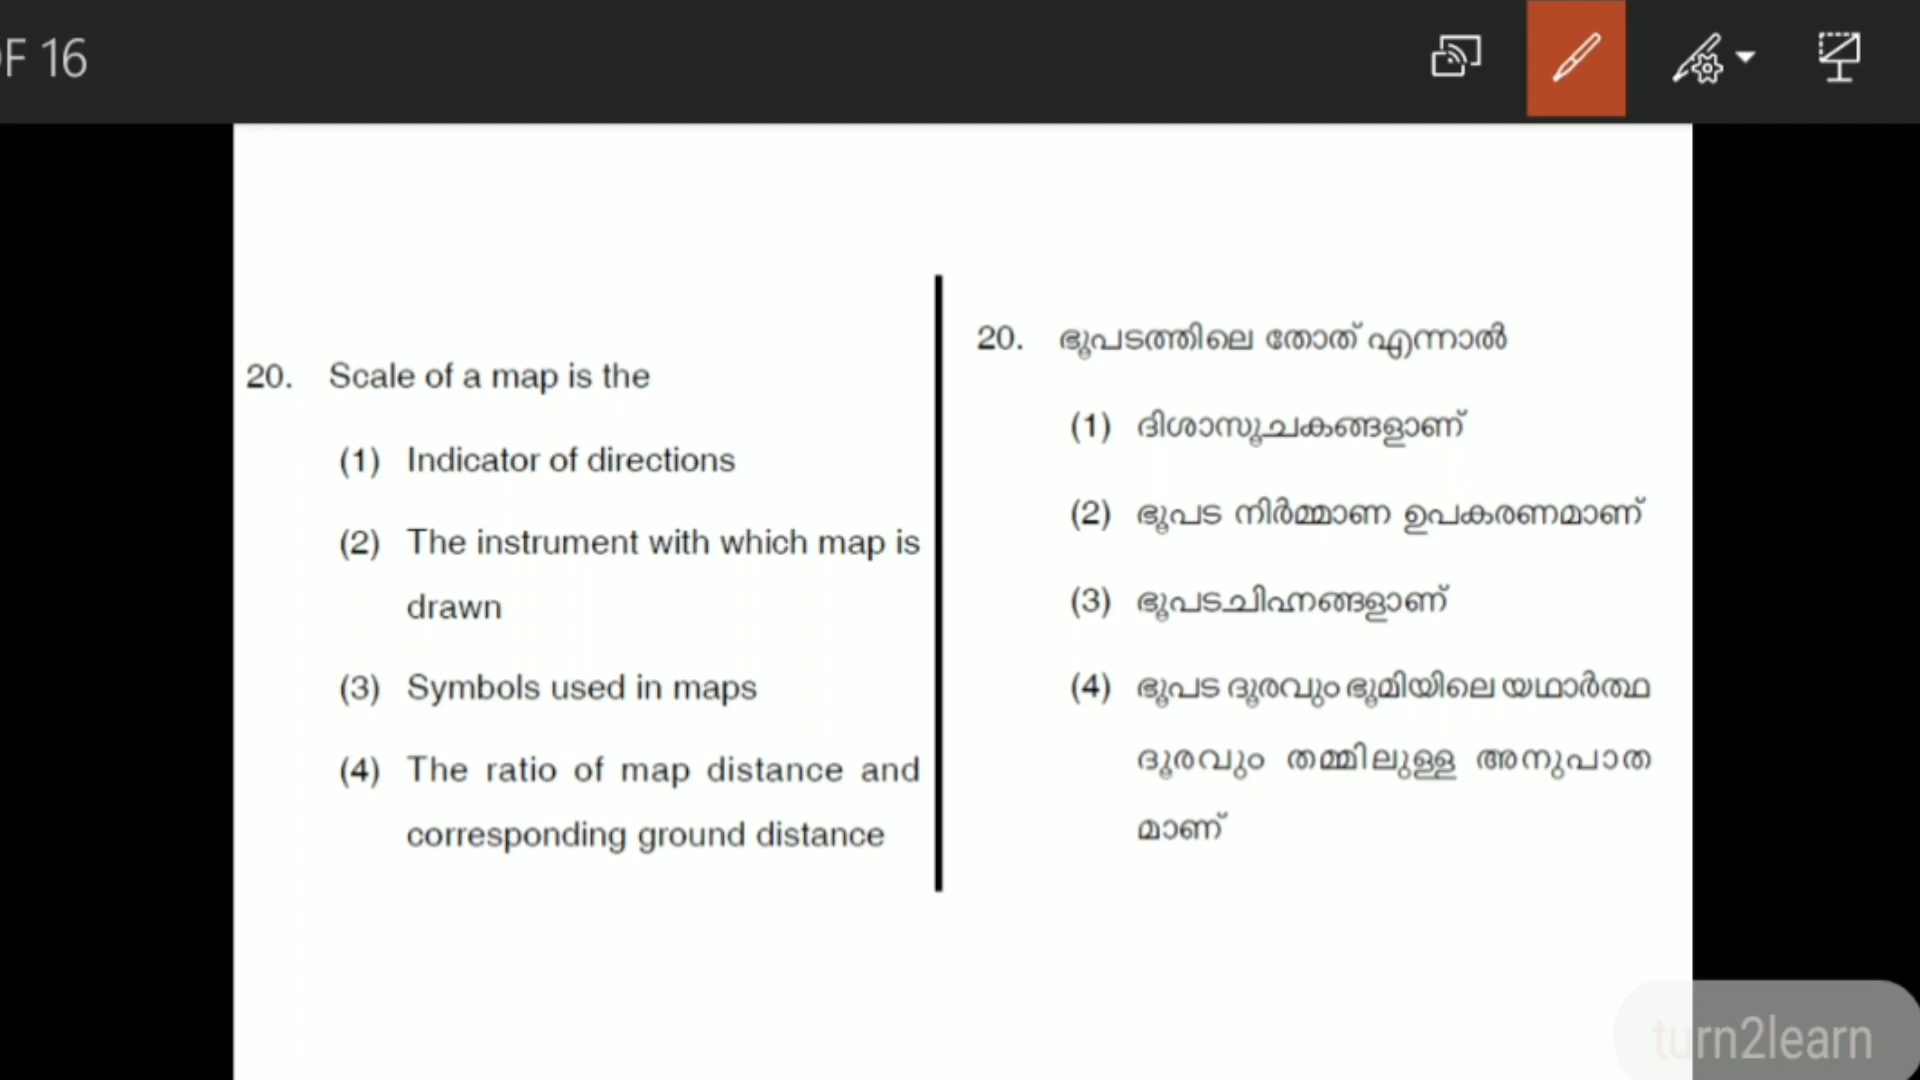 F 16
20. Scale of a map is the
(1) Indicator of directions
(2) The instrument with which map is
drawn
(3) Symbols used in maps
(4) The ratio of map distance and
corresponding ground distance
20. ഭൂപടത്തിലെ തോത് എന്നാൽ
(1) ദിശാസൂചകങ്ങളാണ്
(2) ഭൂപട നിർമ്മാണ ഉപകരണമാണ്
(3) ഭൂപടചിഹ്നങ്ങളാണ്
(4) ഭൂപട ദൂരവും ഭൂമിയിലെ യഥാർത്ഥ
ദൂരവും തമ്മിലുള്ള അനുപാത
മാണ്
turn2learn